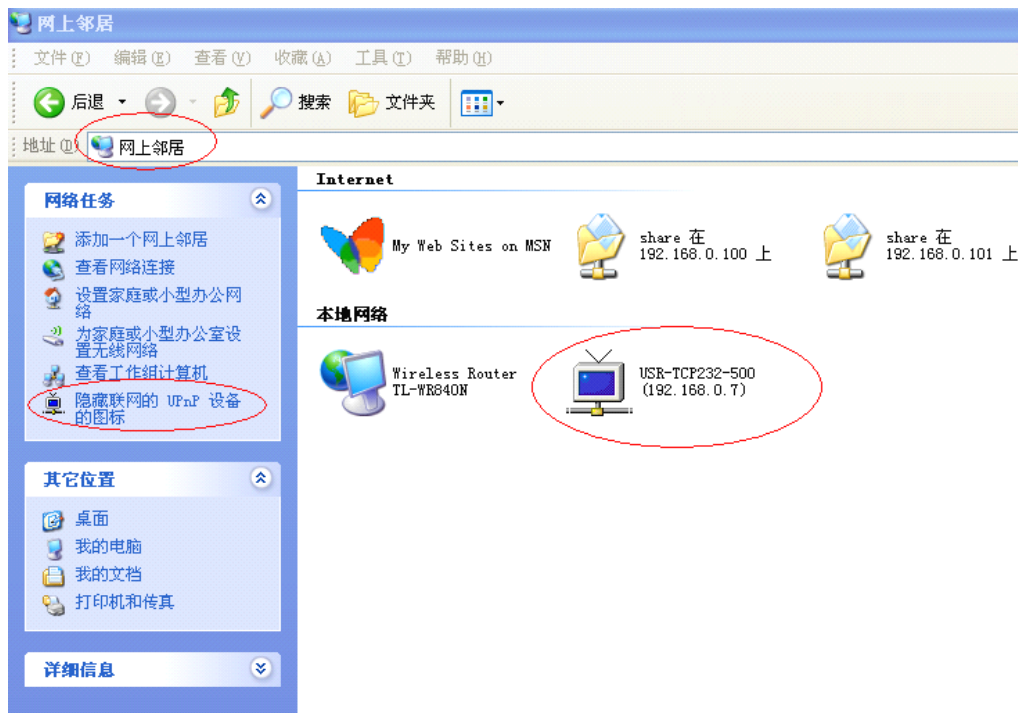 网上邻居
文件(F) 编辑(E) 查看(V) 收藏(A) 工具(T) 帮助(H)
后退 搜索 文件夹
地址(D) 网上邻居
网络任务
添加一个网上邻居
查看网络连接
设置家庭或小型办公网
络
为家庭或小型办公室设
置无线网络
查看工作组计算机
隐藏联网的 UPnP 设备
的图标
其它位置
桌面
我的电脑
我的文档
打印机和传真
详细信息
Internet
My Web Sites on MSN
share 在
192.168.0.100 上
share 在
192.168.0.101 上
本地网络
Wireless Router
TL-WR840N
USR-TCP232-500
(192.168.0.7)